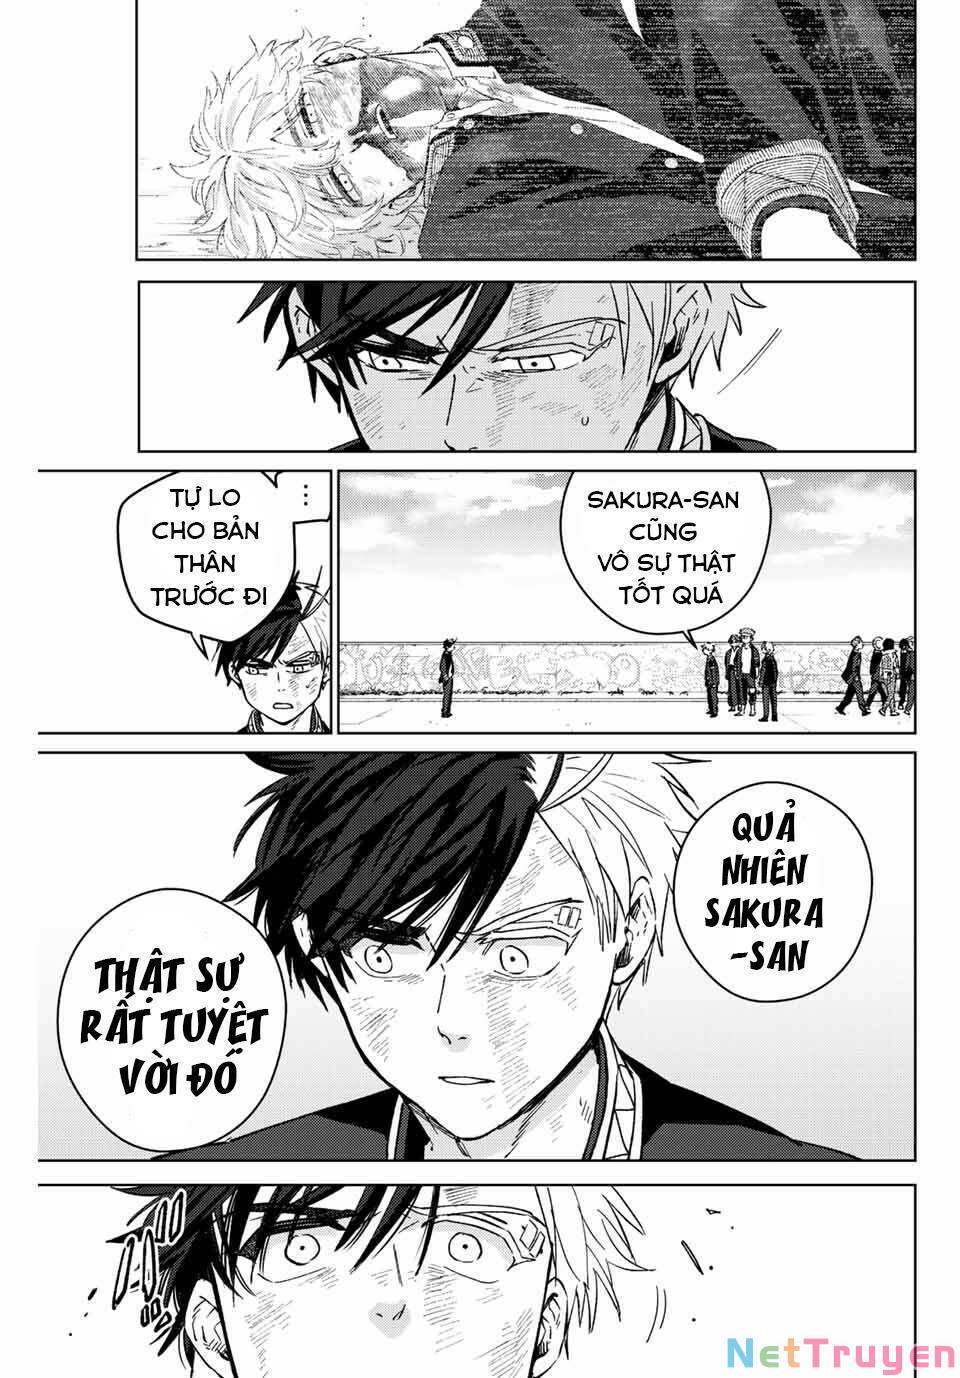 SAKURA-SAN
CŨNG
VÔ SỰ THẬT
TỐT QUÁ
...
TỰ LO
CHO BẢN
THÂN
TRƯỚC ĐI
QUẢ
NHIÊN
SAKURA
-SAN
THẬT SỰ
RẤT TUYỆT
VỜI ĐÓ
NetTruyen